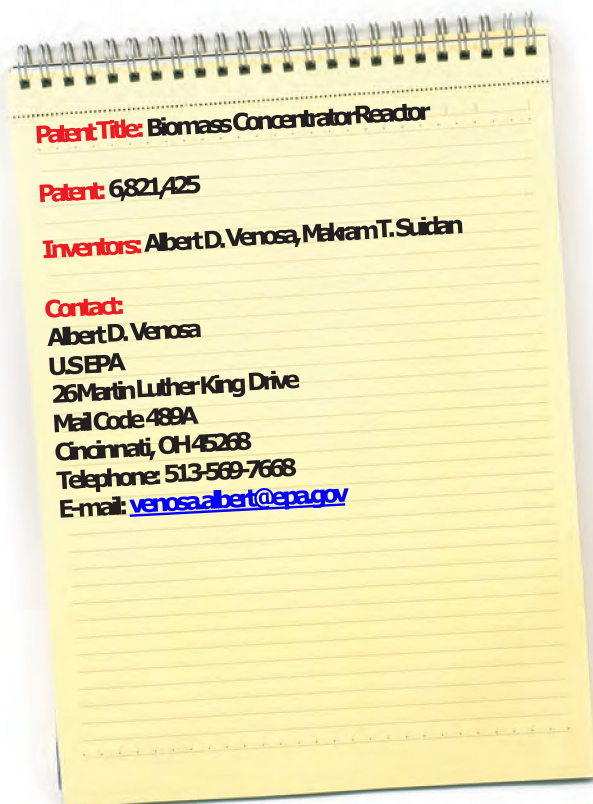 Patent Title: Biomass Concentrator Reactor
Patent: 6,821,425
Inventors: Albert D. Venosa, Makram T. Suidan
Contact:
Albert D. Venosa
U.S EPA
26 Martin Luther King Drive
Mail Code 489A
Cincinnati, OH 45268
Telephone: 513-569-7668
E-mail: venosa.albert@epa.gov